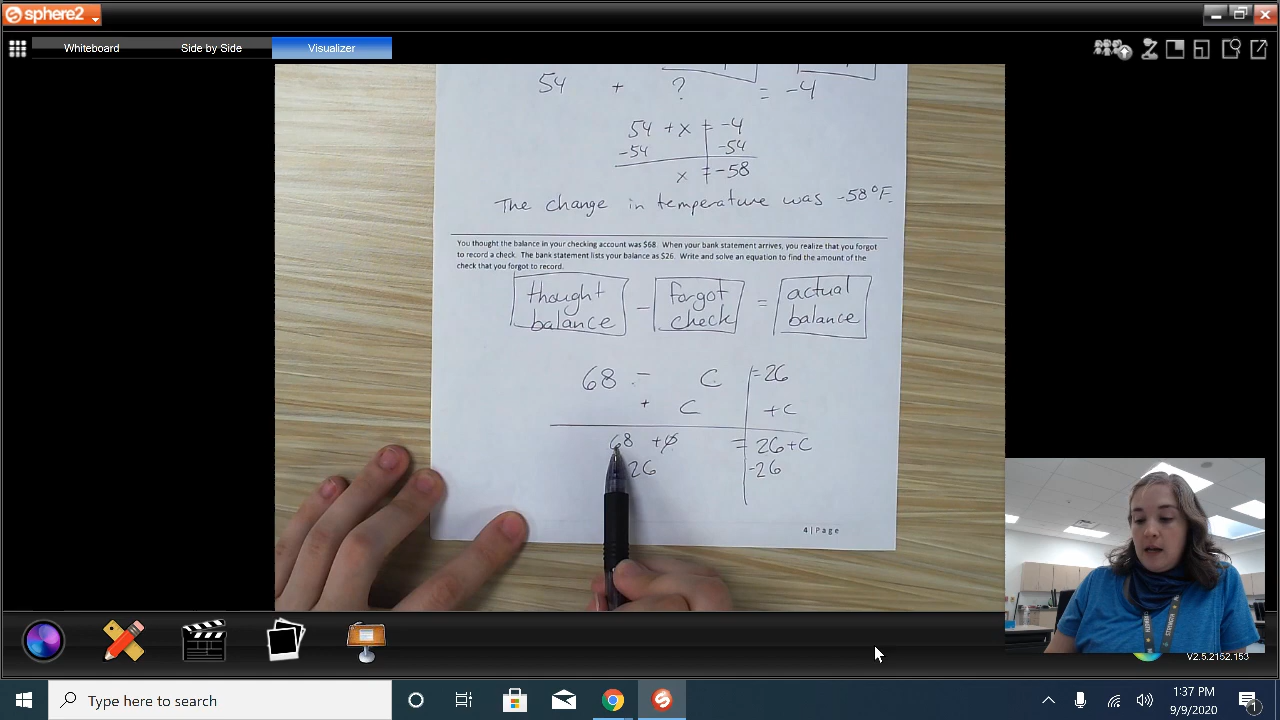 sphere2
Whiteboard Side by Side Visualizer
54 + ? = -4
54 + x = -4
-54 -54
x = -58
The change in temperature was -58°F.
You thought the balance in your checking account was $68. When your bank statement arrives, you realize that you forgot
to record a check. The bank statement lists your balance as $26. Write and solve an equation to find the amount of the
check that you forgot to record.
thought balance - forgot check = actual balance
68 - C = 26
+ C +C
68 + 0 = 26+C
26 -26
4 | Page
V2.5.2152.153
Type here to search
1:37 PM
9/9/2020
1